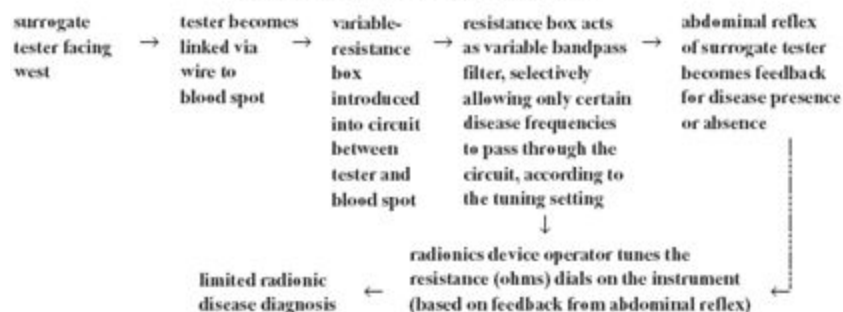 surrogate
tester facing
west
→
tester becomes
linked via
wire to
blood spot
→
variable-
resistance
box
introduced
into circuit
between
tester and
blood spot
→
resistance box acts
as variable bandpass
filter, selectively
allowing only certain
disease frequencies
to pass through the
circuit, according to
the tuning setting
→
abdominal reflex
of surrogate tester
becomes feedback
for disease presence
or absence
↓
radionics device operator tunes the
resistance (ohms) dials on the instrument
(based on feedback from abdominal reflex)
←
←
limited radionic
disease diagnosis